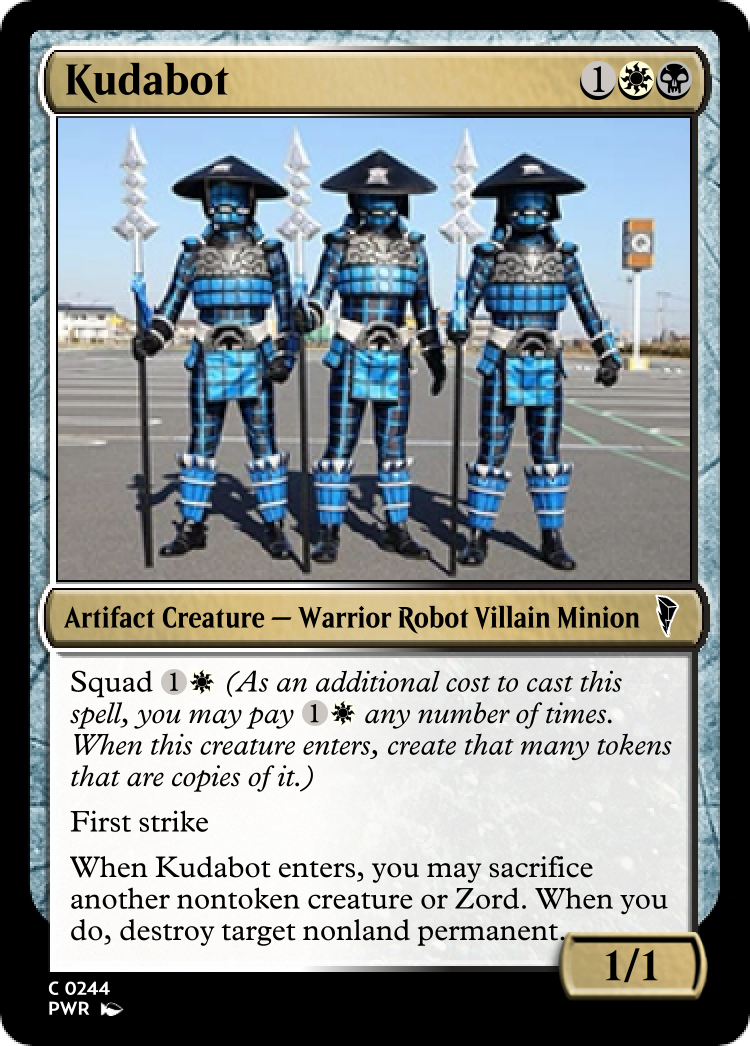 Kudabot 1
Artifact Creature — Warrior Robot Villain Minion
Squad 1 (As an additional cost to cast this
spell, you may pay 1 any number of times.
When this creature enters, create that many tokens
that are copies of it.)
First strike
When Kudabot enters, you may sacrifice
another nontoken creature or Zord. When you
do, destroy target nonland permanent.
1/1
C 0244
PWR